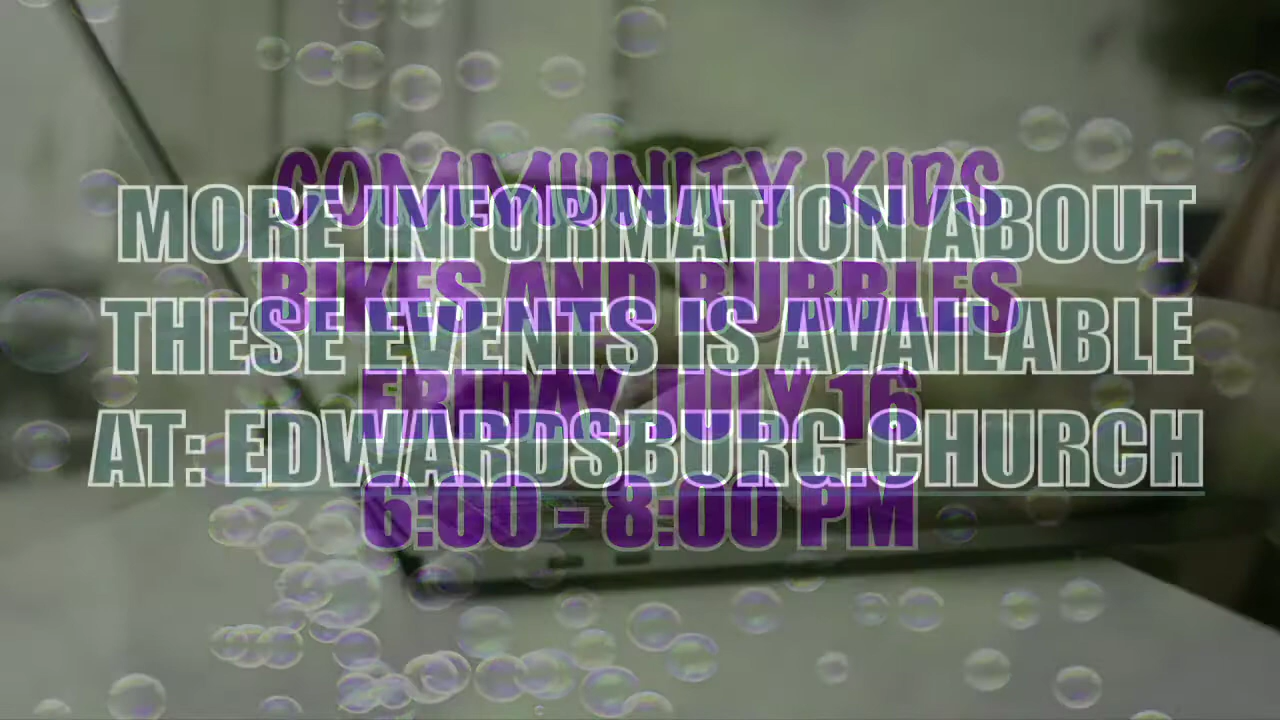 COMMUNITY KIDS
BIKES AND BUBBLES
FRIDAY, JULY 16
6:00 - 8:00 PM
MORE INFORMATION ABOUT
THESE EVENTS IS AVAILABLE
AT: EDWARDSBURG.CHURCH